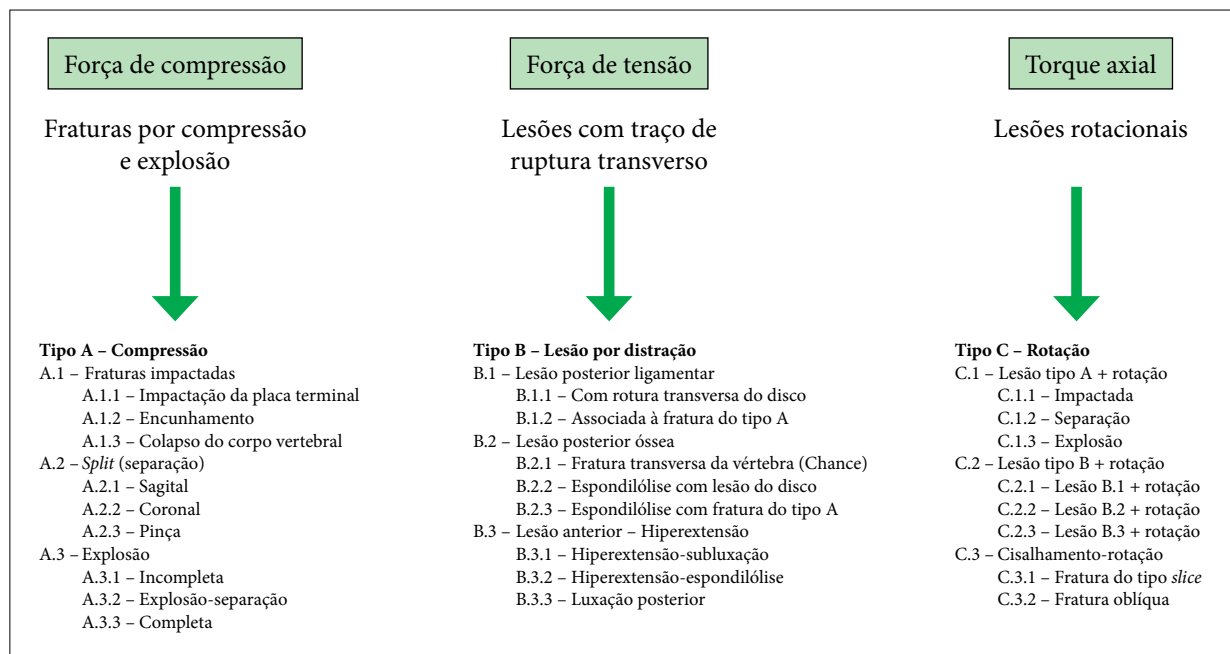 Força de compressão
Fraturas por compressão
e explosão
Tipo A – Compressão
A.1 – Fraturas impactadas
A.1.1 – Impactação da placa terminal
A.1.2 – Encunhamento
A.1.3 – Colapso do corpo vertebral
A.2 – Split (separação)
A.2.1 – Sagital
A.2.2 – Coronal
A.2.3 – Pinça
A.3 – Explosão
A.3.1 – Incompleta
A.3.2 – Explosão-separação
A.3.3 – Completa
Força de tensão
Lesões com traço de
ruptura transverso
Tipo B – Lesão por distração
B.1 – Lesão posterior ligamentar
B.1.1 – Com rotura transversa do disco
B.1.2 – Associada à fratura do tipo A
B.2 – Lesão posterior óssea
B.2.1 – Fratura transversa da vértebra (Chance)
B.2.2 – Espondilólise com lesão do disco
B.2.3 – Espondilólise com fratura do tipo A
B.3 – Lesão anterior – Hiperextensão
B.3.1 – Hiperextensão-subluxação
B.3.2 – Hiperextensão-espondilólise
B.3.3 – Luxação posterior
Torque axial
Lesões rotacionais
Tipo C – Rotação
C.1 – Lesão tipo A + rotação
C.1.1 – Impactada
C.1.2 – Separação
C.1.3 – Explosão
C.2 – Lesão tipo B + rotação
C.2.1 – Lesão B.1 + rotação
C.2.2 – Lesão B.2 + rotação
C.2.3 – Lesão B.3 + rotação
C.3 – Cisalhamento-rotação
C.3.1 – Fratura do tipo slice
C.3.2 – Fratura oblíqua